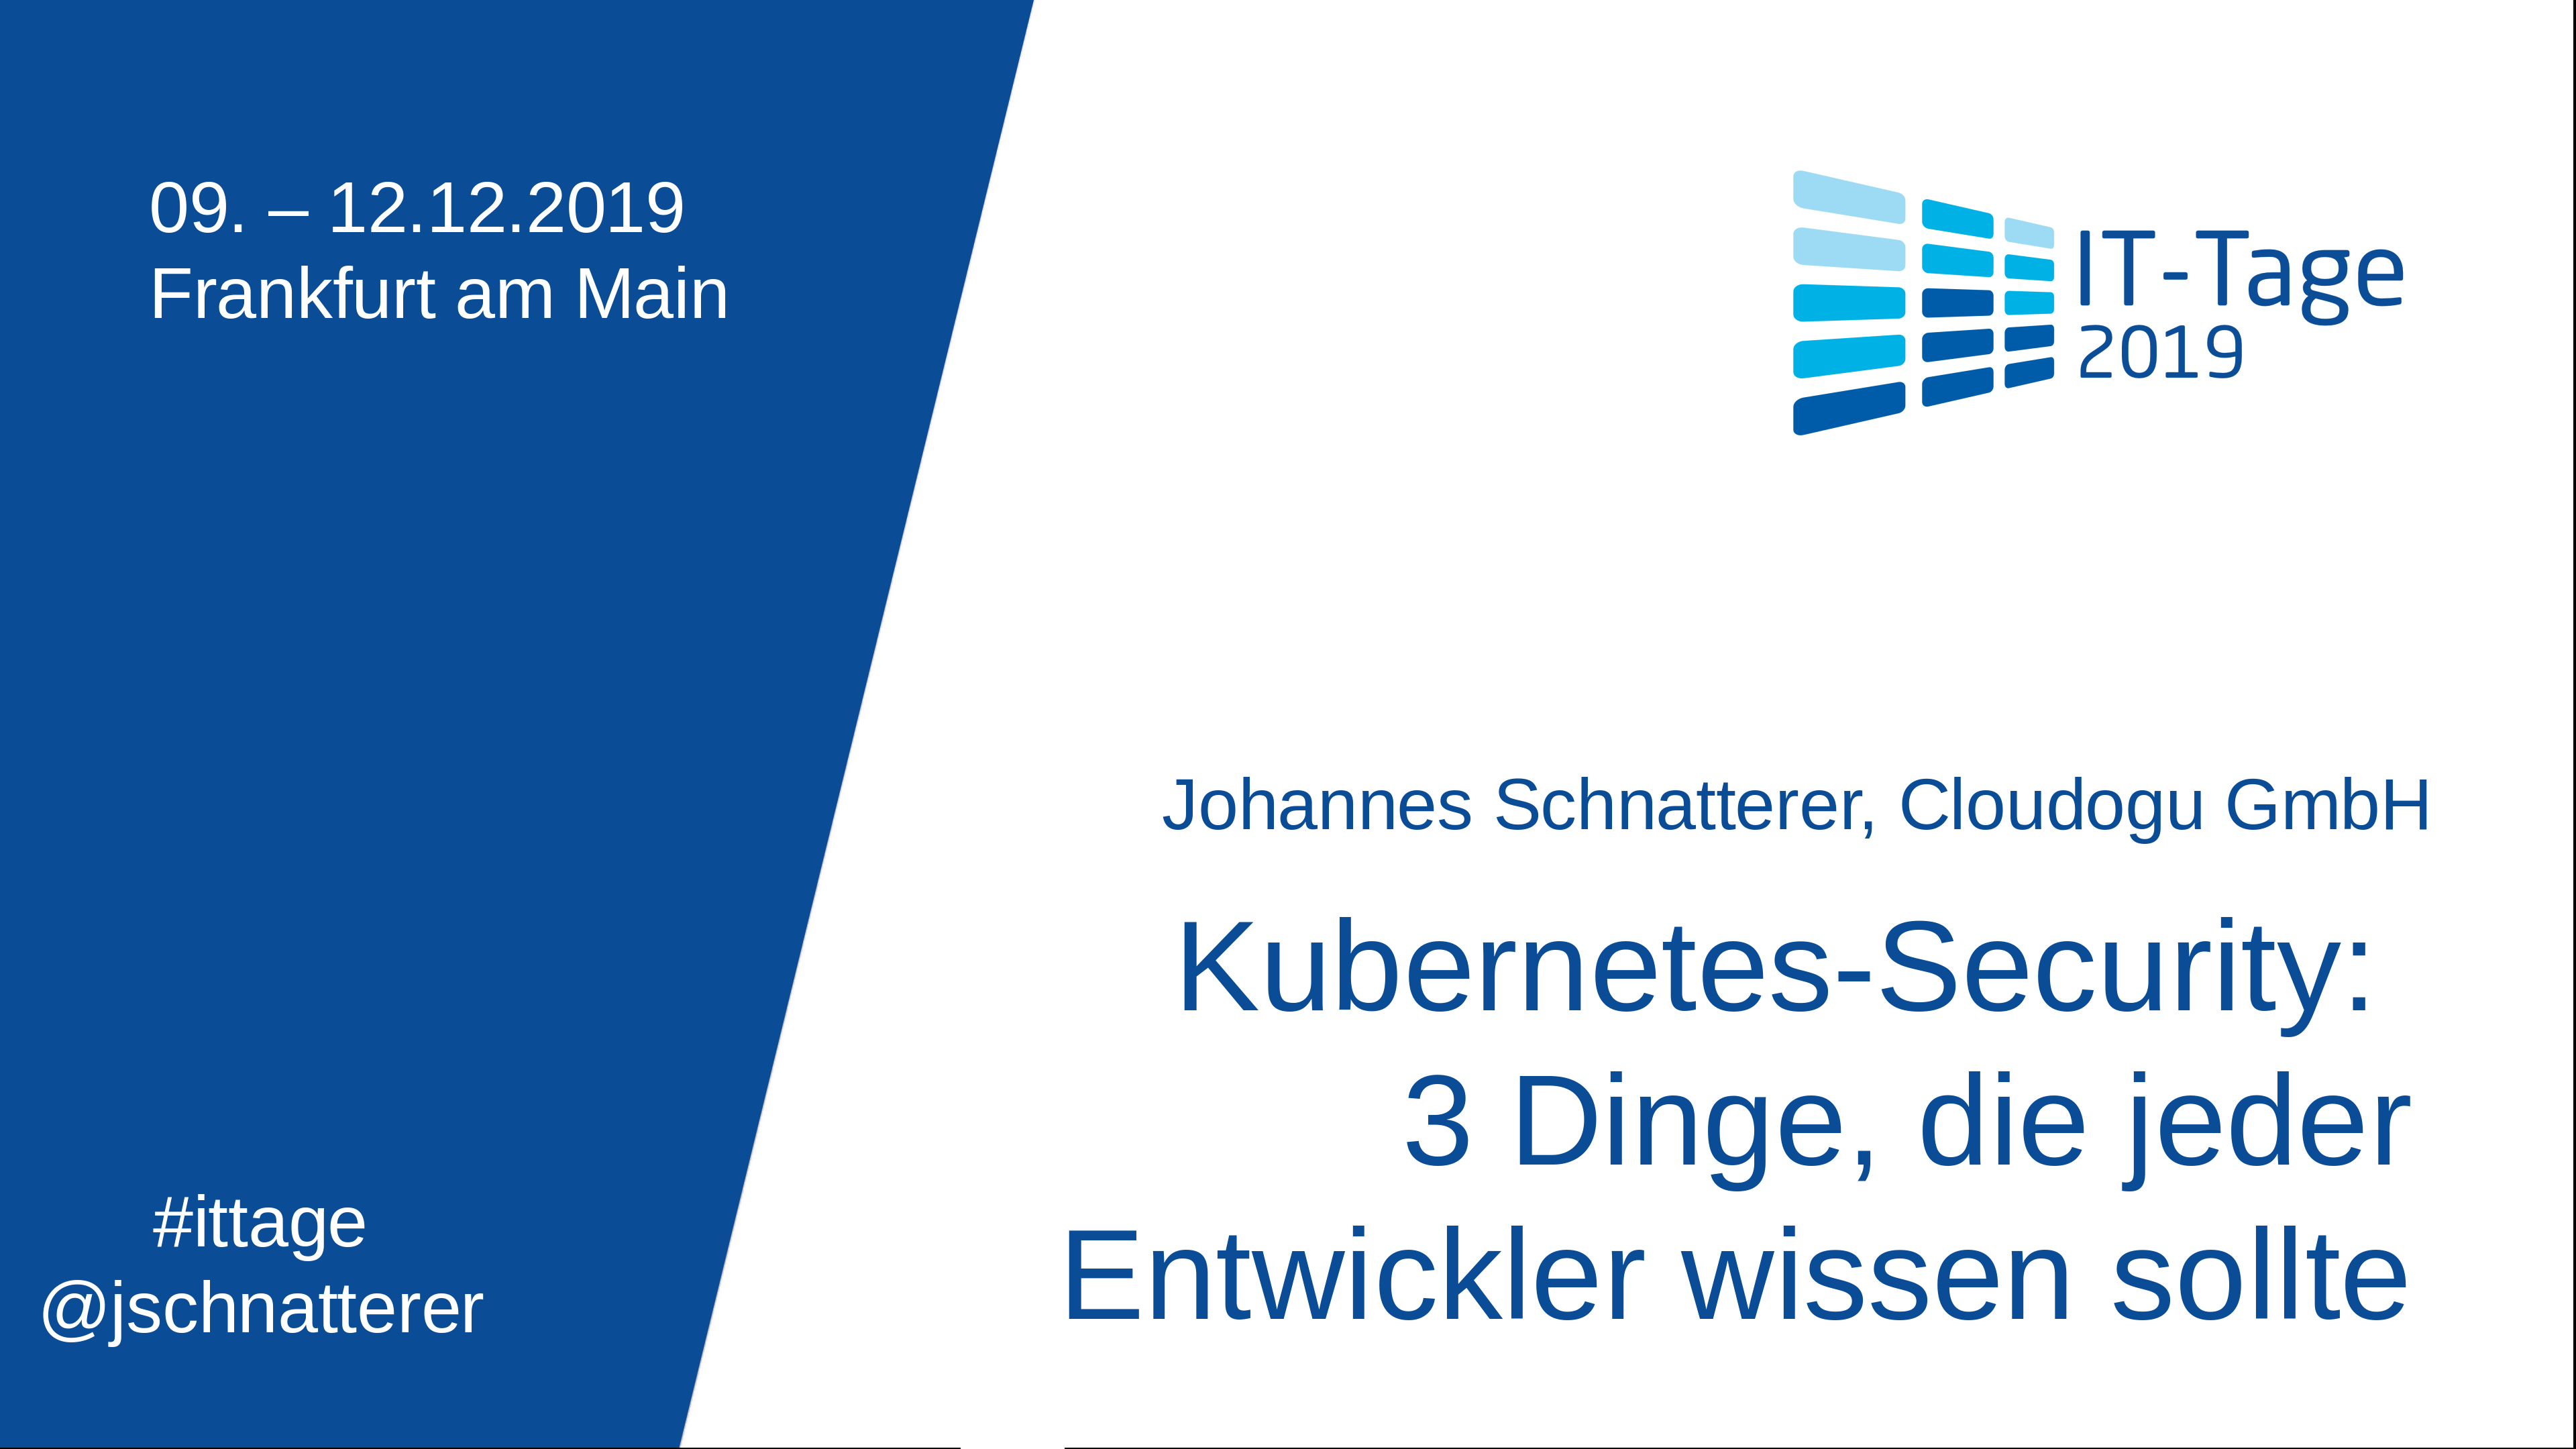 09. – 12.12.2019
Frankfurt am Main
IT-Tage
2019
Johannes Schnatterer, Cloudogu GmbH
Kubernetes-Security:
3 Dinge, die jeder
Entwickler wissen sollte
#ittage
@jschnatterer